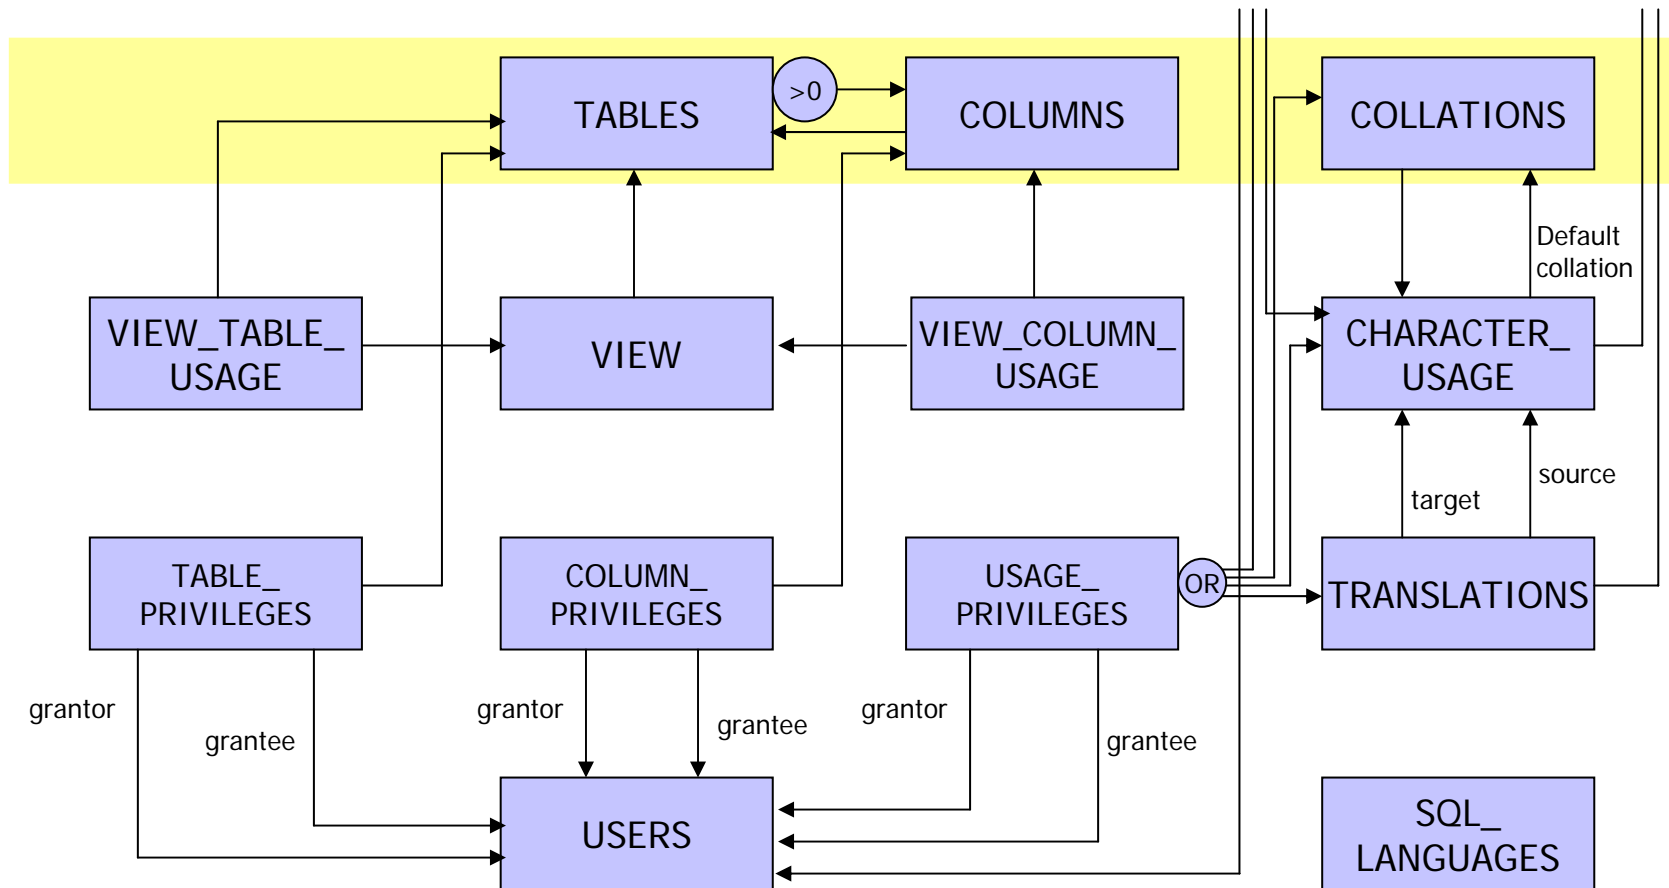 TABLES
>0
COLUMNS
COLLATIONS
Default
collation
VIEW_TABLE_
USAGE
VIEW
VIEW_COLUMN_
USAGE
CHARACTER_
USAGE
target
source
TABLE_
PRIVILEGES
COLUMN_
PRIVILEGES
USAGE_
PRIVILEGES
OR
TRANSLATIONS
grantor
grantee
grantor
grantee
grantor
grantee
USERS
SQL_
LANGUAGES